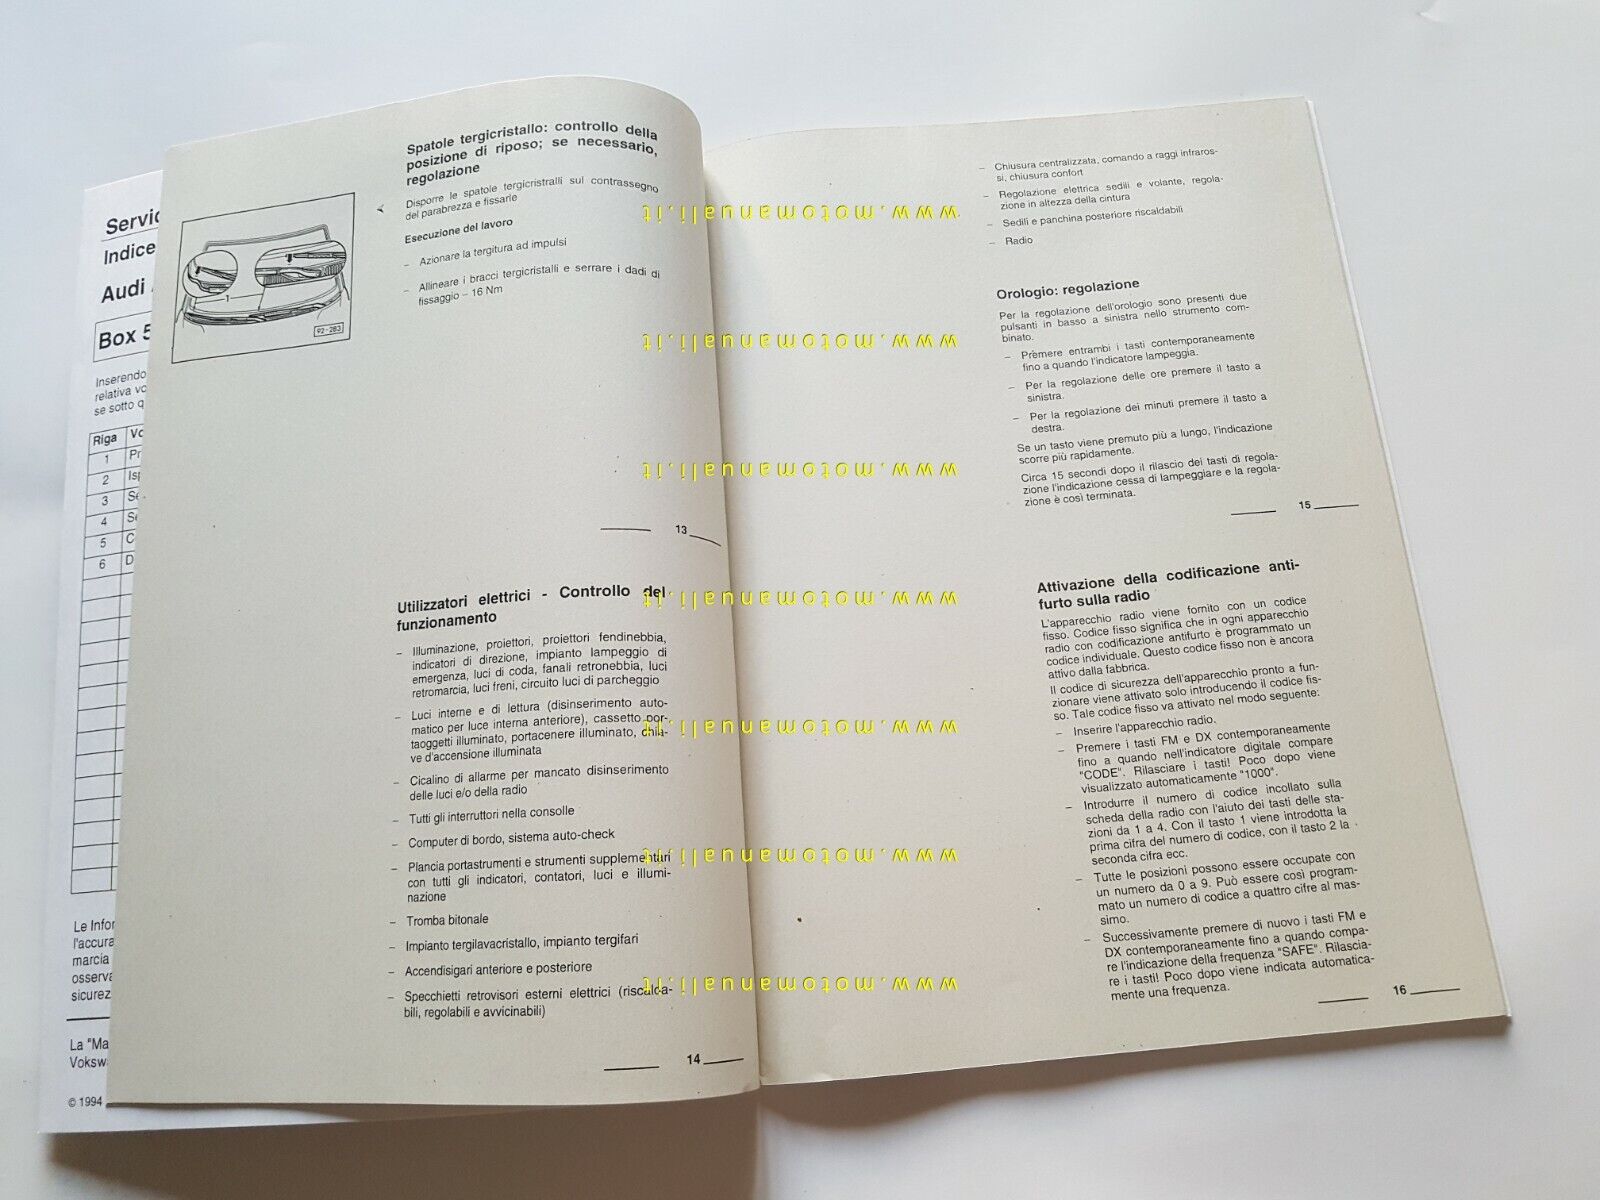 Servic
Indice
Audi
Box 5
Inserendo
relativa vo
se sotto q
Riga Vo
1 Pr
2 Isp
3 Se
4 Se
5 C
6 D
Le Infor
l'accura
marcia
osserva
sicurez
La "Ma
Vokswa
© 1994
Spatole tergicristallo: controllo della
posizione di riposo; se necessario,
regolazione
Disporre le spatole tergicristralli sul contrassegno
del parabrezza e fissarle
Esecuzione del lavoro
– Azionare la tergitura ad impulsi
– Allineare i bracci tergicristalli e serrare i dadi di
fissaggio – 16 Nm
1
92-283
13
Utilizzatori elettrici - Controllo del
funzionamento
– Illuminazione, proiettori, proiettori fendinebbia,
indicatori di direzione, impianto lampeggio di
emergenza, luci di coda, fanali retronebbia, luci
retromarcia, luci freni, circuito luci di parcheggio
– Luci interne e di lettura (disinserimento auto-
matico per luce interna anteriore), cassetto por-
taoggetti illuminato, portacenere illuminato, chia-
ve d'accensione illuminata
– Cicalino di allarme per mancato disinserimento
delle luci e/o della radio
– Tutti gli interruttori nella consolle
– Computer di bordo, sistema auto-check
– Plancia portastrumenti e strumenti supplementari
con tutti gli indicatori, contatori, luci e illumi-
nazione
– Tromba bitonale
– Impianto tergilavacristallo, impianto tergifari
– Accendisigari anteriore e posteriore
– Specchietti retrovisori esterni elettrici (riscalda-
bili, regolabili e avvicinabili)
14
– Chiusura centralizzata, comando a raggi infraros-
si, chiusura confort
– Regolazione elettrica sedili e volante, regola-
zione in altezza della cintura
– Sedili e panchina posteriore riscaldabili
– Radio
Orologio: regolazione
Per la regolazione dell'orologio sono presenti due
pulsanti in basso a sinistra nello strumento com-
binato.
– Premere entrambi i tasti contemporaneamente
fino a quando l'indicatore lampeggia.
– Per la regolazione delle ore premere il tasto a
sinistra.
– Per la regolazione dei minuti premere il tasto a
destra.
Se un tasto viene premuto più a lungo, l'indicazione
scorre più rapidamente.
Circa 15 secondi dopo il rilascio dei tasti di regola-
zione l'indicazione cessa di lampeggiare e la regola-
zione è così terminata.
15
Attivazione della codificazione anti-
furto sulla radio
L'apparecchio radio viene fornito con un codice
fisso. Codice fisso significa che in ogni apparecchio
radio con codificazione antifurto è programmato un
codice individuale. Questo codice fisso non è ancora
attivo dalla fabbrica.
Il codice di sicurezza dell'apparecchio pronto a fun-
zionare viene attivato solo introducendo il codice fis-
so. Tale codice fisso va attivato nel modo seguente:
– Inserire l'apparecchio radio.
– Premere i tasti FM e DX contemporaneamente
fino a quando nell'indicatore digitale compare
"CODE". Rilasciare i tasti! Poco dopo viene
visualizzato automaticamente "1000".
– Introdurre il numero di codice incollato sulla
scheda della radio con l'aiuto dei tasti delle sta-
zioni da 1 a 4. Con il tasto 1 viene introdotta la
prima cifra del numero di codice, con il tasto 2 la
seconda cifra ecc.
– Tutte le posizioni possono essere occupate con
un numero da 0 a 9. Può essere così program-
mato un numero di codice a quattro cifre al mas-
simo.
– Successivamente premere di nuovo i tasti FM e
DX contemporaneamente fino a quando compa-
re l'indicazione della frequenza "SAFE". Rilascia-
re i tasti! Poco dopo viene indicata automatica-
mente una frequenza.
16
www.motomanuali.it
www.motomanuali.it
www.motomanuali.it
www.motomanuali.it
www.motomanuali.it
www.motomanuali.it
www.motomanuali.it